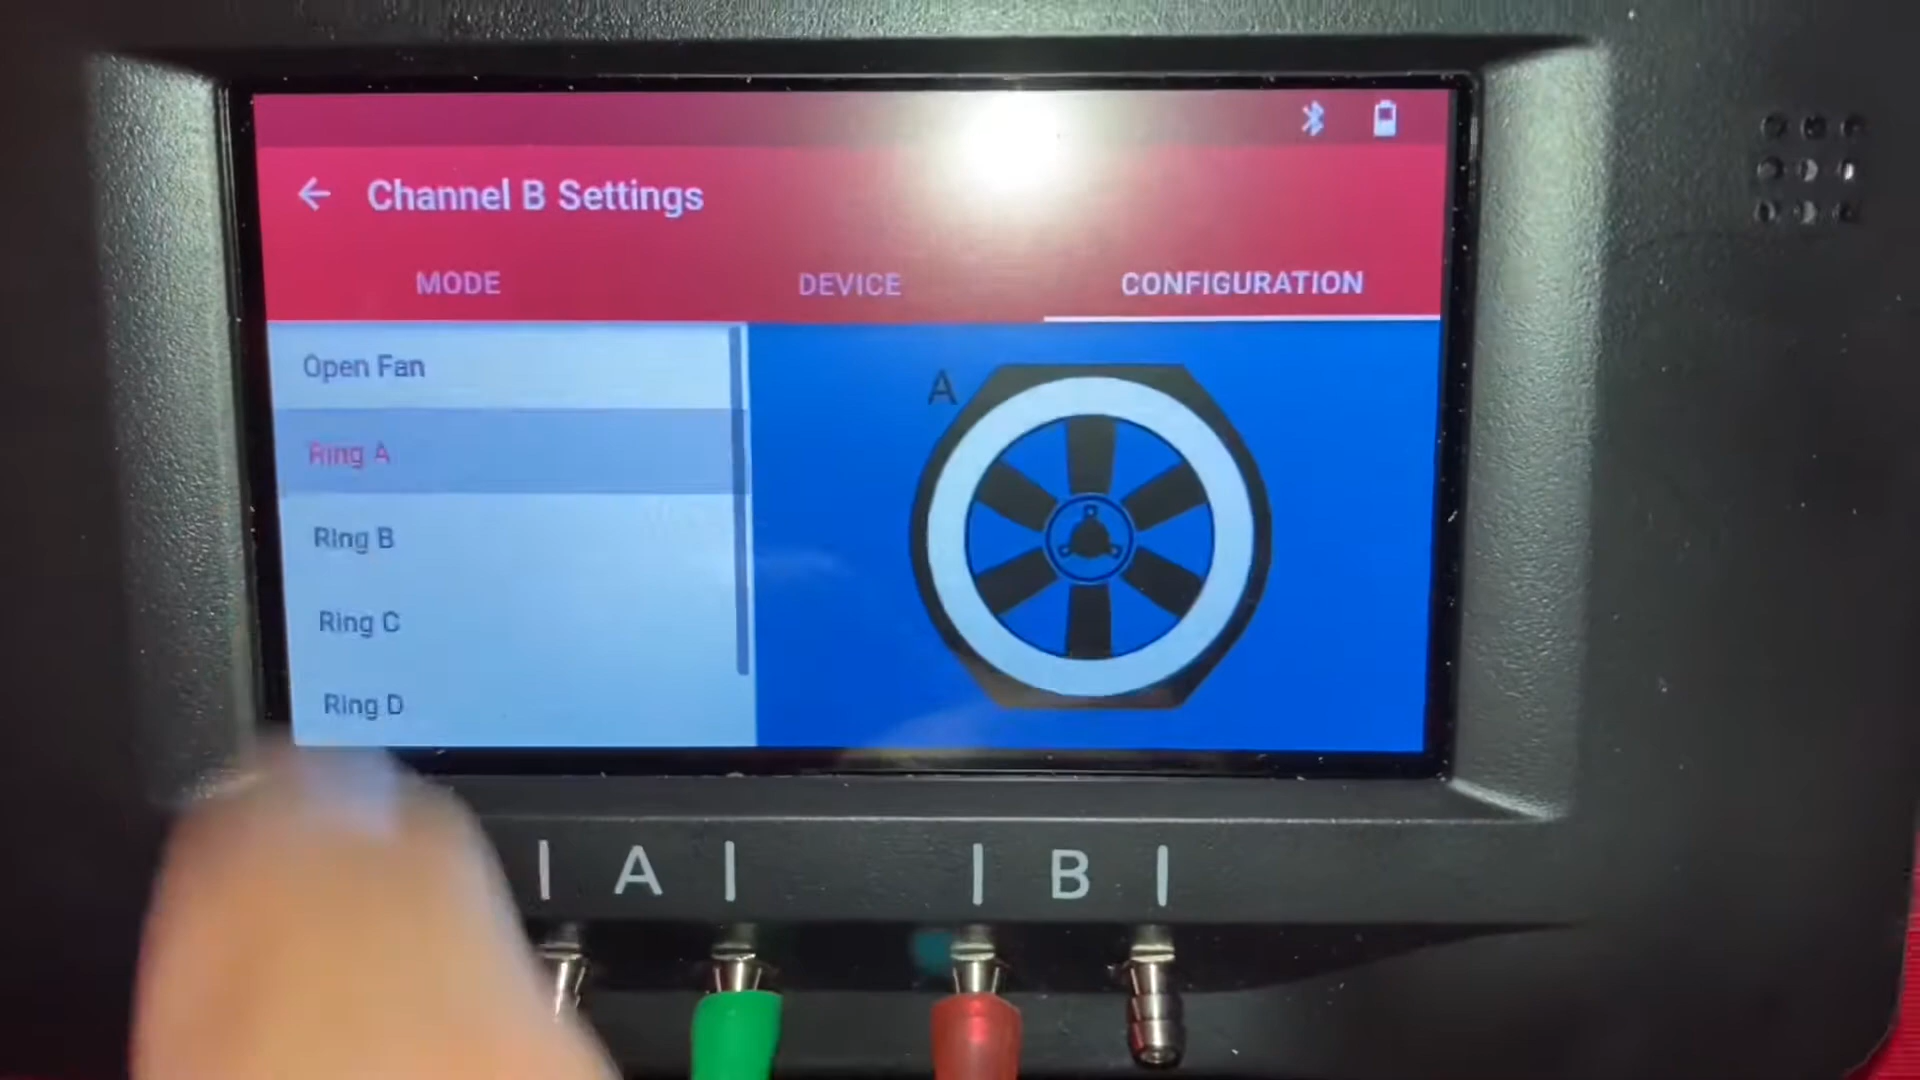 Channel B Settings
MODE DEVICE CONFIGURATION
Open Fan
Ring A
Ring B
Ring C
Ring D
A
| A | | B |